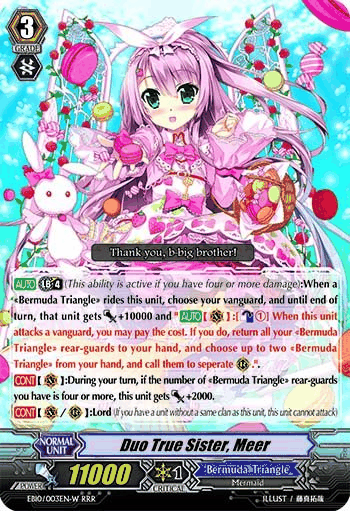 3
GRADE
Thank you, b-big brother!
AUTO LB 4 (This ability is active if you have four or more damage):When a
«Bermuda Triangle» rides this unit, choose your vanguard, and until end of
turn, that unit gets +10000 and "AUTO【 】:【 ①】 When this unit
attacks a vanguard, you may pay the cost. If you do, return all your «Bermuda
Triangle» rear-guards to your hand, and choose up to two «Bermuda
Triangle» from your hand, and call them to seperate ".
CONT【 】:During your turn, if the number of «Bermuda Triangle» rear-guards
you have is four or more, this unit gets +2000.
CONT【 / 】:Lord (If you have a unit without a same clan as this unit, this unit cannot attack)
NORMAL
UNIT
Duo True Sister, Meer
POWER
11000
1
CRITICAL
Bermuda Triangle
Mermaid
EB10/003EN-W RRR
ILLUST / 藤真拓哉